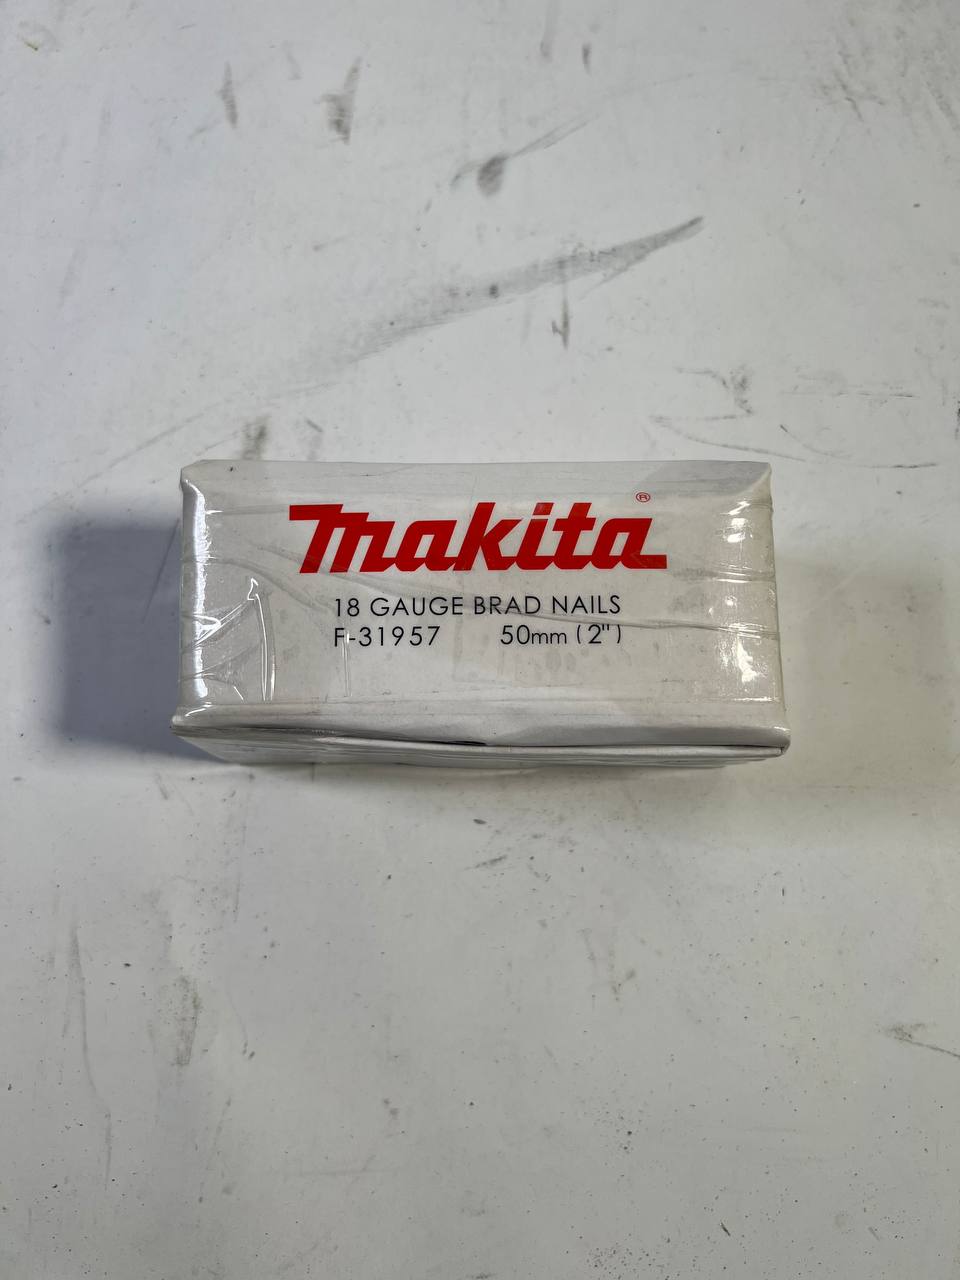 makita®
18 GAUGE BRAD NAILS
F-31957 50mm (2")